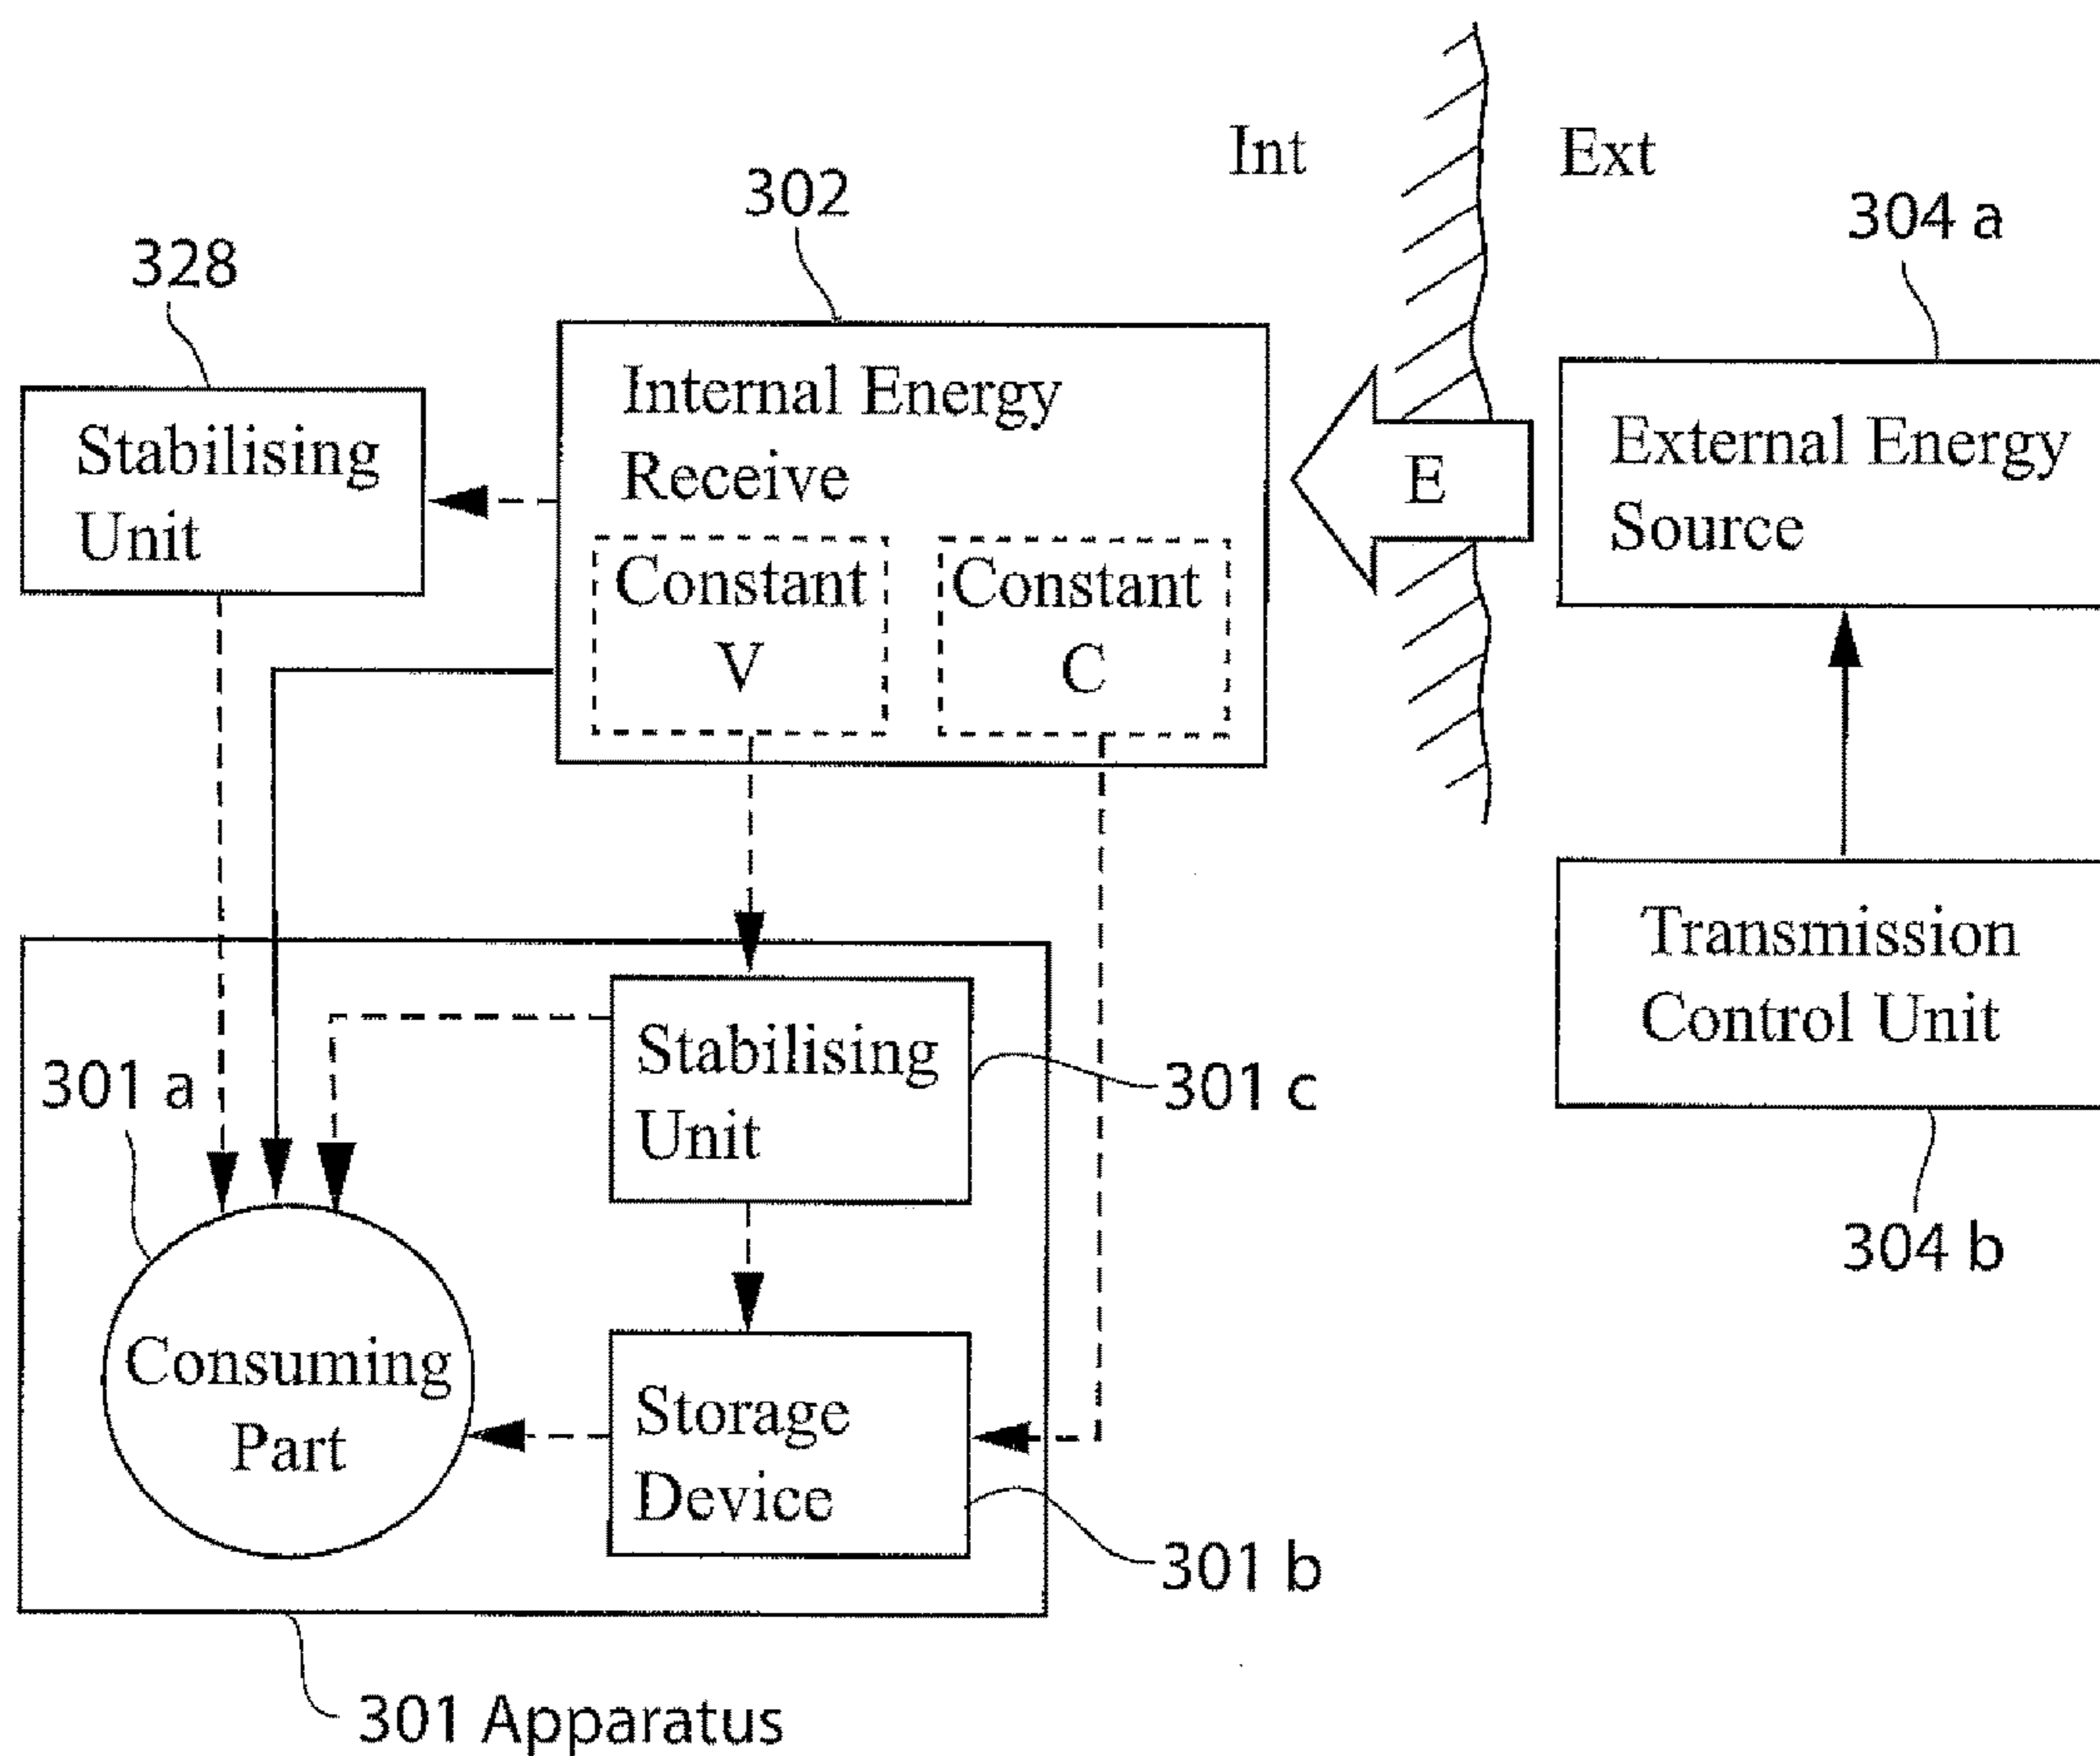 Int
Ext
302
304 a
328
Internal Energy
Receive
Stabilising
Unit
E
External Energy
Source
Constant
V
Constant
C
Transmission
Control Unit
Stabilising
Unit
301 a
301 c
304 b
Consuming
Part
Storage
Device
301 b
301 Apparatus